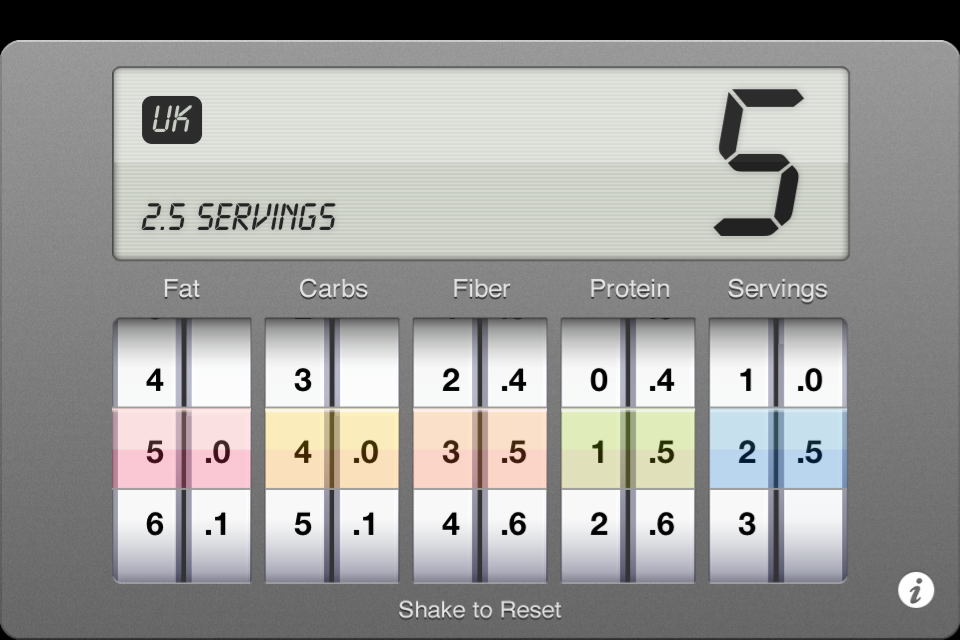 UK
5
2.5 SERVINGS
Fat Carbs Fiber Protein Servings
4 3 2 .4 0 .4 1 .0
5 .0 4 .0 3 .5 1 .5 2 .5
6 .1 5 .1 4 .6 2 .6 3
Shake to Reset
i